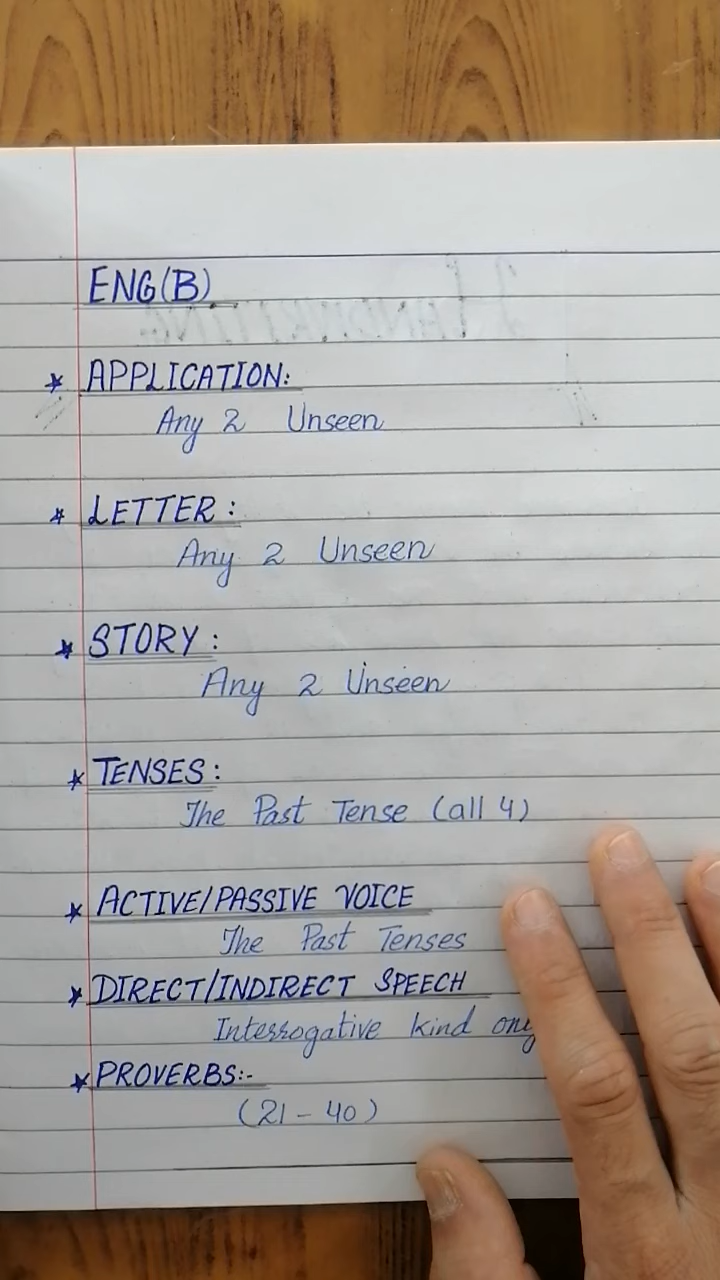 ENG(B)
* APPLICATION:
Any 2 Unseen
* LETTER:
Any 2 Unseen
* STORY:
Any 2 Unseen
* TENSES:
The Past Tense (all 4)
* ACTIVE/PASSIVE VOICE
The Past Tenses
* DIRECT/INDIRECT SPEECH
Interrogative kind
* PROVERBS:-
(21-40)